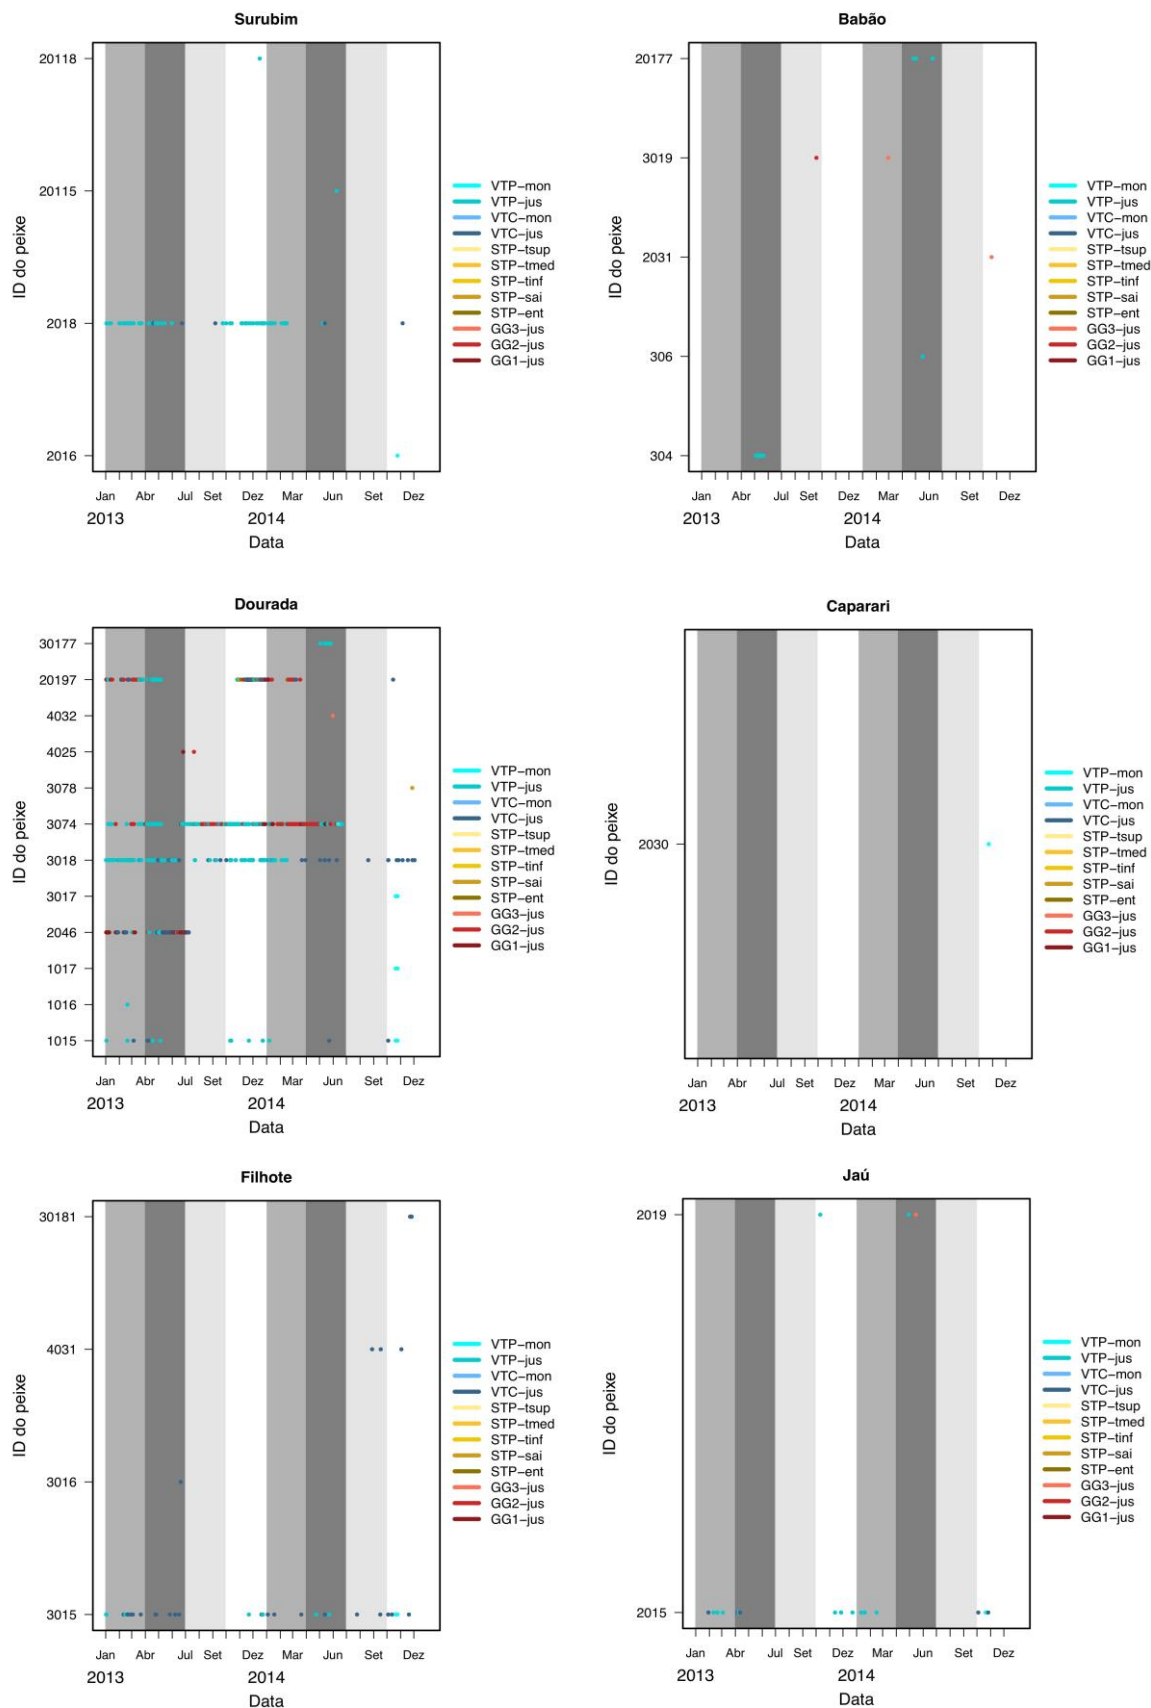 Surubim
20118
20115
2018
2016
ID do peixe
Jan Abr Jul Set Dez Mar Jun Set Dez
2013 2014
Data
VTP−mon
VTP−jus
VTC−mon
VTC−jus
STP−tsup
STP−tmed
STP−tinf
STP−sai
STP−ent
GG3−jus
GG2−jus
GG1−jus
Babão
20177
3019
2031
306
304
ID do peixe
Jan Abr Jul Set Dez Mar Jun Set Dez
2013 2014
Data
VTP−mon
VTP−jus
VTC−mon
VTC−jus
STP−tsup
STP−tmed
STP−tinf
STP−sai
STP−ent
GG3−jus
GG2−jus
GG1−jus
Dourada
30177
20197
4032
4025
3078
3074
3018
3017
2046
1017
1016
1015
ID do peixe
Jan Abr Jul Set Dez Mar Jun Set Dez
2013 2014
Data
VTP−mon
VTP−jus
VTC−mon
VTC−jus
STP−tsup
STP−tmed
STP−tinf
STP−sai
STP−ent
GG3−jus
GG2−jus
GG1−jus
Caparari
2030
ID do peixe
Jan Abr Jul Set Dez Mar Jun Set Dez
2013 2014
Data
VTP−mon
VTP−jus
VTC−mon
VTC−jus
STP−tsup
STP−tmed
STP−tinf
STP−sai
STP−ent
GG3−jus
GG2−jus
GG1−jus
Filhote
30181
4031
3016
3015
ID do peixe
Jan Abr Jul Set Dez Mar Jun Set Dez
2013 2014
Data
VTP−mon
VTP−jus
VTC−mon
VTC−jus
STP−tsup
STP−tmed
STP−tinf
STP−sai
STP−ent
GG3−jus
GG2−jus
GG1−jus
Jaú
2019
2015
ID do peixe
Jan Abr Jul Set Dez Mar Jun Set Dez
2013 2014
Data
VTP−mon
VTP−jus
VTC−mon
VTC−jus
STP−tsup
STP−tmed
STP−tinf
STP−sai
STP−ent
GG3−jus
GG2−jus
GG1−jus